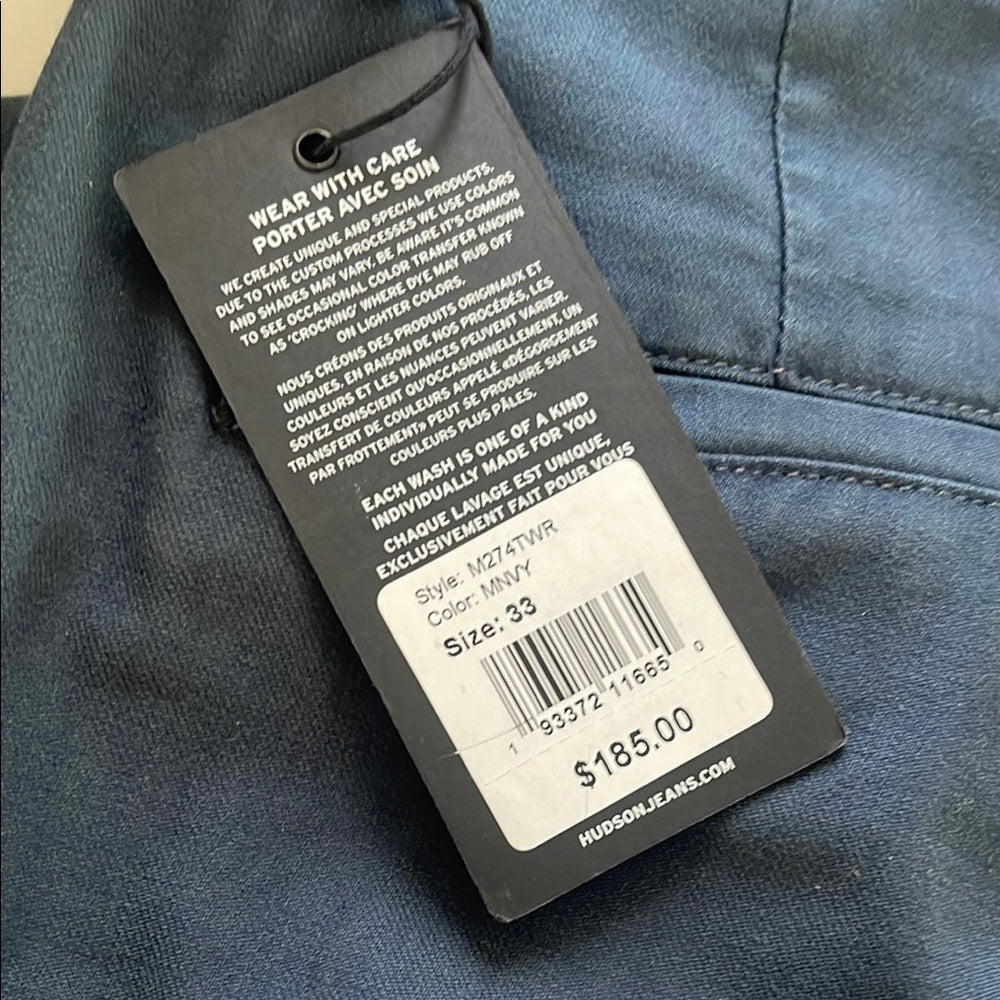 WEAR WITH CARE
PORTER AVEC SOIN
WE CREATE UNIQUE AND SPECIAL PRODUCTS.
DUE TO THE CUSTOM PROCESSES WE USE COLORS
AND SHADES MAY VARY. BE AWARE IT'S COMMON
TO SEE OCCASIONAL COLOR TRANSFER KNOWN
AS 'CROCKING' WHERE DYE MAY RUB OFF
ON LIGHTER COLORS.
NOUS CRÉONS DES PRODUITS ORIGINAUX ET
UNIQUES. EN RAISON DE NOS PROCÉDÉS, LES
COULEURS ET LES NUANCES PEUVENT VARIER.
SOYEZ CONSCIENT QU'OCCASIONNELLEMENT, UN
TRANSFERT DE COULEURS APPELÉ «DÉGORGEMENT
PAR FROTTEMENT» PEUT SE PRODUIRE SUR LES
COULEURS PLUS PÂLES.
EACH WASH IS ONE OF A KIND
INDIVIDUALLY MADE FOR YOU
CHAQUE LAVAGE EST UNIQUE,
EXCLUSIVEMENT FAIT POUR VOUS
Style: M274TWR
Color: MNVY
Size: 33
1 93372 11665 0
$185.00
HUDSONJEANS.COM